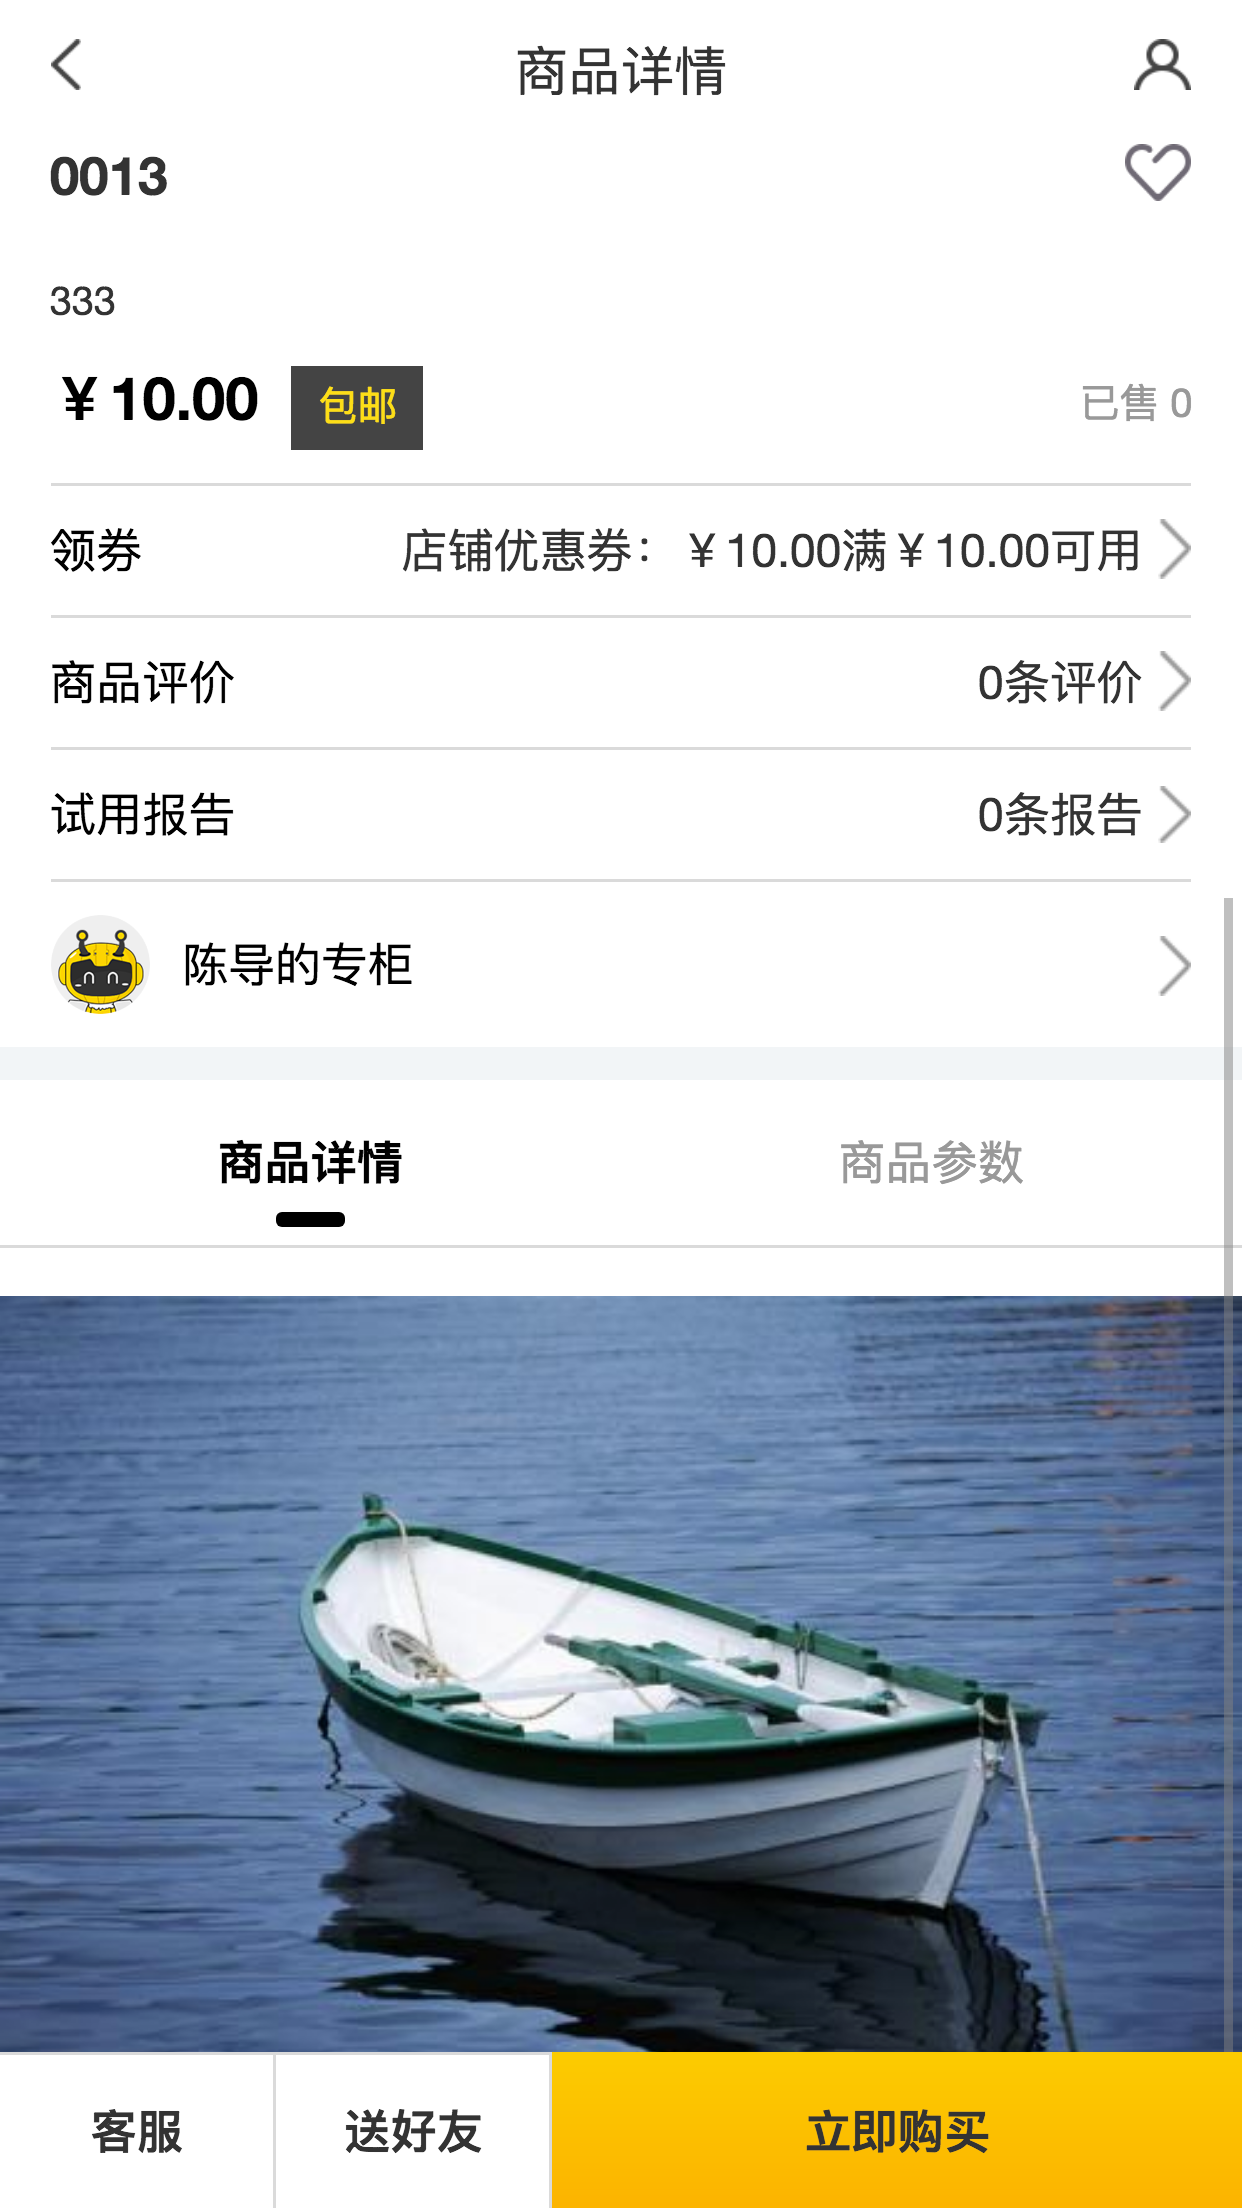 商品详情
0013
333
¥10.00 包邮 已售 0
领券 店铺优惠券：¥10.00满¥10.00可用
商品评价 0条评价
试用报告 0条报告
陈导的专柜
商品详情 商品参数
客服 送好友 立即购买